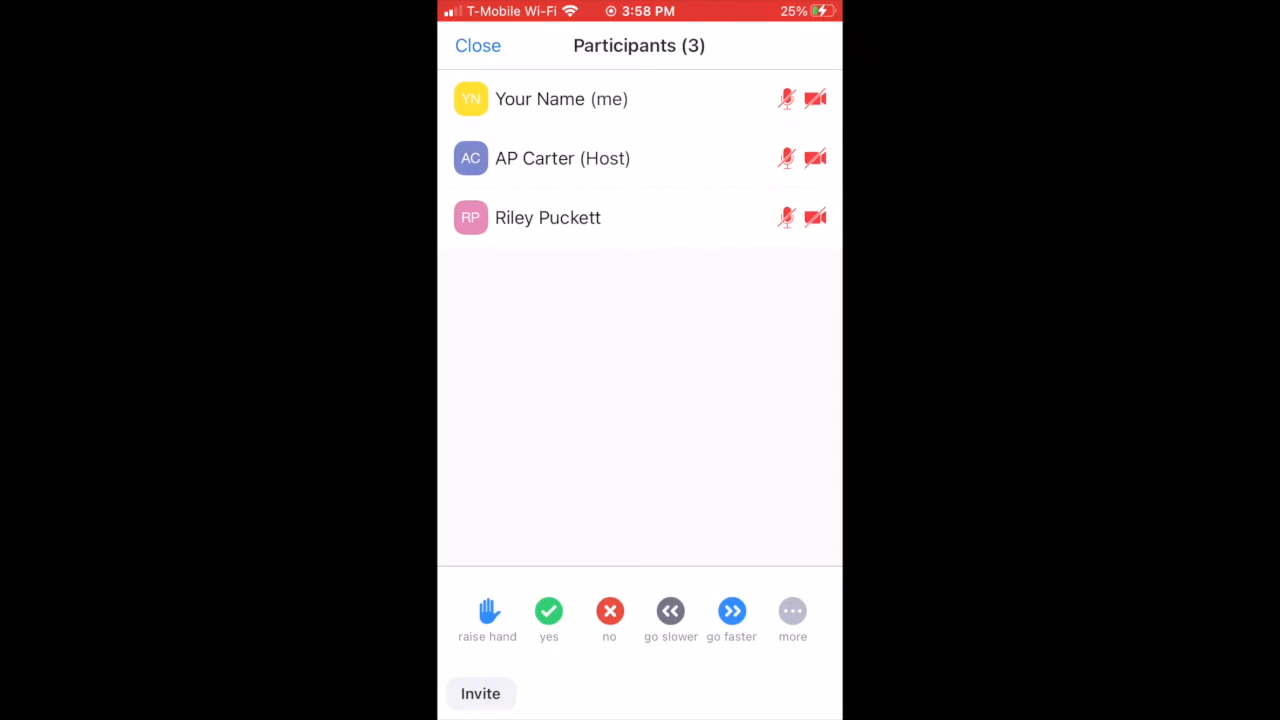 T-Mobile Wi-Fi 3:58 PM 25%
Close Participants (3)
YN Your Name (me)
AC AP Carter (Host)
RP Riley Puckett
raise hand yes no go slower go faster more
Invite